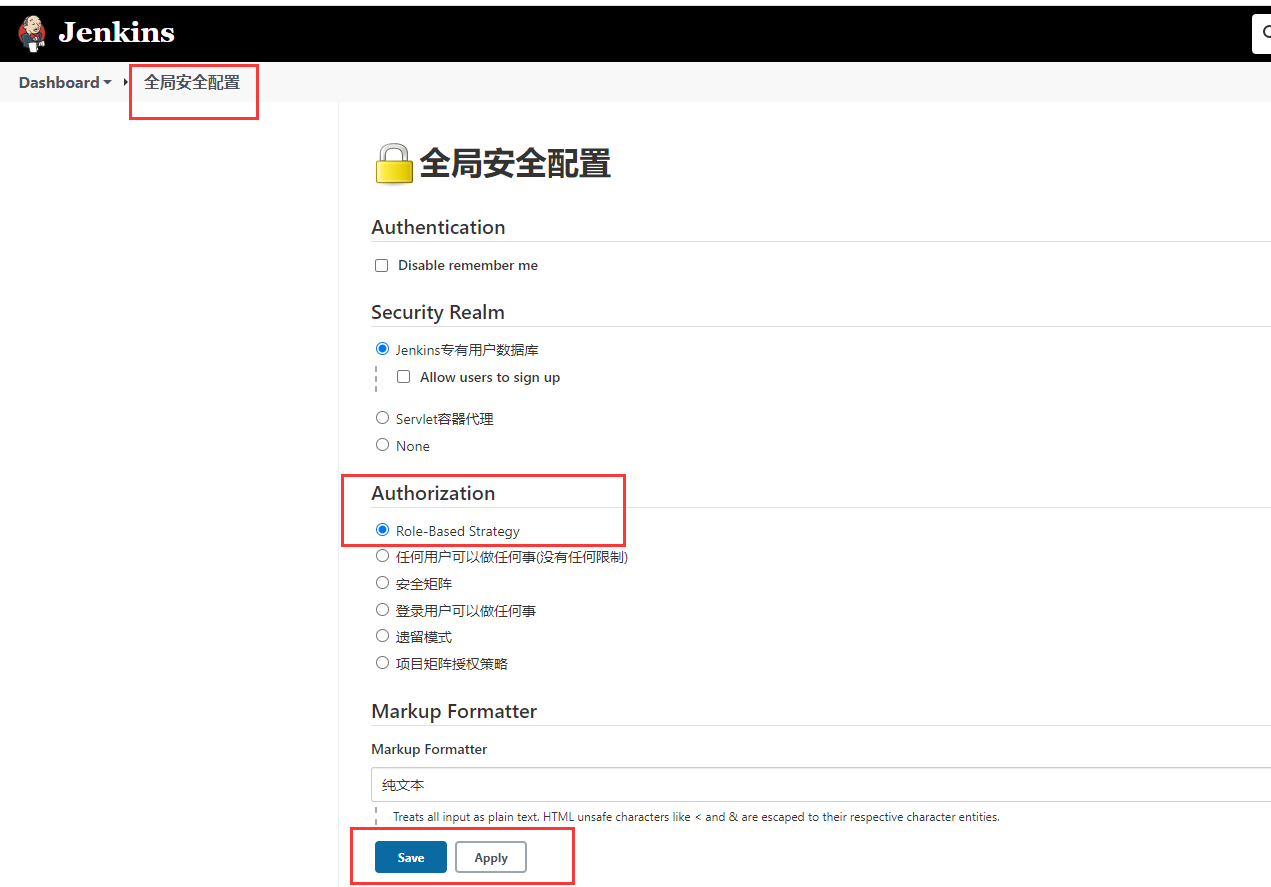 Jenkins
Dashboard 全局安全配置
全局安全配置
Authentication
Disable remember me
Security Realm
Jenkins专有用户数据库
Allow users to sign up
Servlet容器代理
None
Authorization
Role-Based Strategy
任何用户可以做任何事(没有任何限制)
安全矩阵
登录用户可以做任何事
遗留模式
项目矩阵授权策略
Markup Formatter
Markup Formatter
纯文本
Treats all input as plain text. HTML unsafe characters like < and & are escaped to their respective character entities.
Save Apply